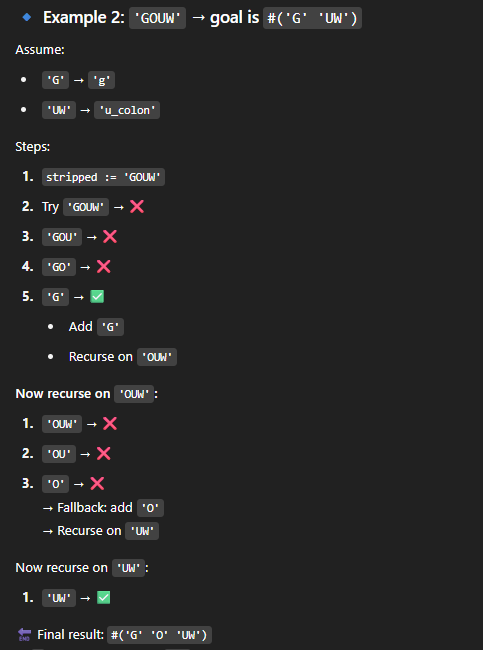 🔹 Example 2: 'GOUW' → goal is #('G' 'UW')
Assume:
• 'G' → 'g'
• 'UW' → 'u_colon'
Steps:
1. stripped := 'GOUW'
2. Try 'GOUW' → ❌
3. 'GOU' → ❌
4. 'GO' → ❌
5. 'G' → ✅
• Add 'G'
• Recurse on 'OUW'
Now recurse on 'OUW':
1. 'OUW' → ❌
2. 'OU' → ❌
3. 'O' → ❌
→ Fallback: add 'O'
→ Recurse on 'UW'
Now recurse on 'UW':
1. 'UW' → ✅
🔚 Final result: #('G' 'O' 'UW')